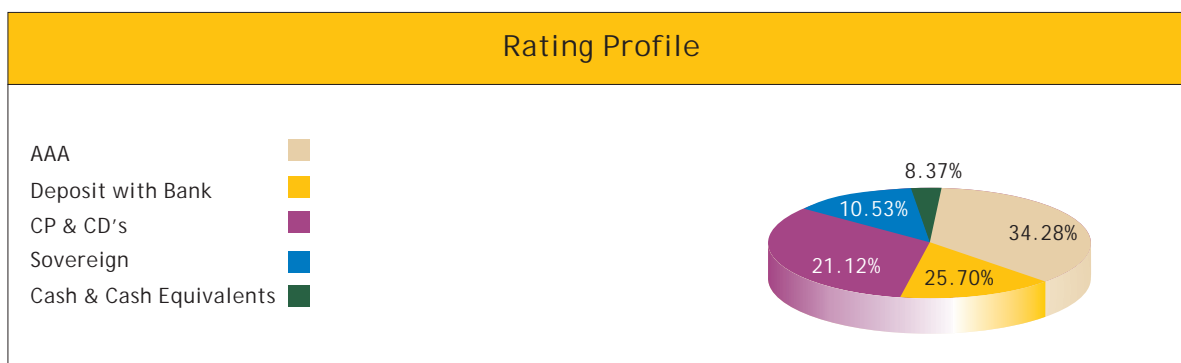 Rating Profile
AAA
Deposit with Bank
CP & CD's
Sovereign
Cash & Cash Equivalents
8.37%
10.53%
34.28%
21.12%
25.70%